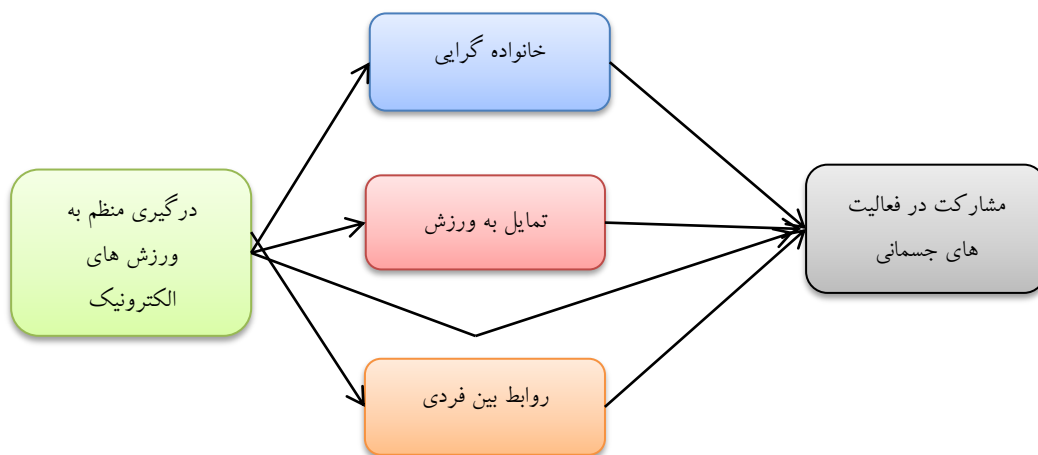 خانواده گرایی
درگیری منظم به
ورزش های
الکترونیک
تمایل به ورزش
مشارکت در فعالیت
های جسمانی
روابط بین فردی